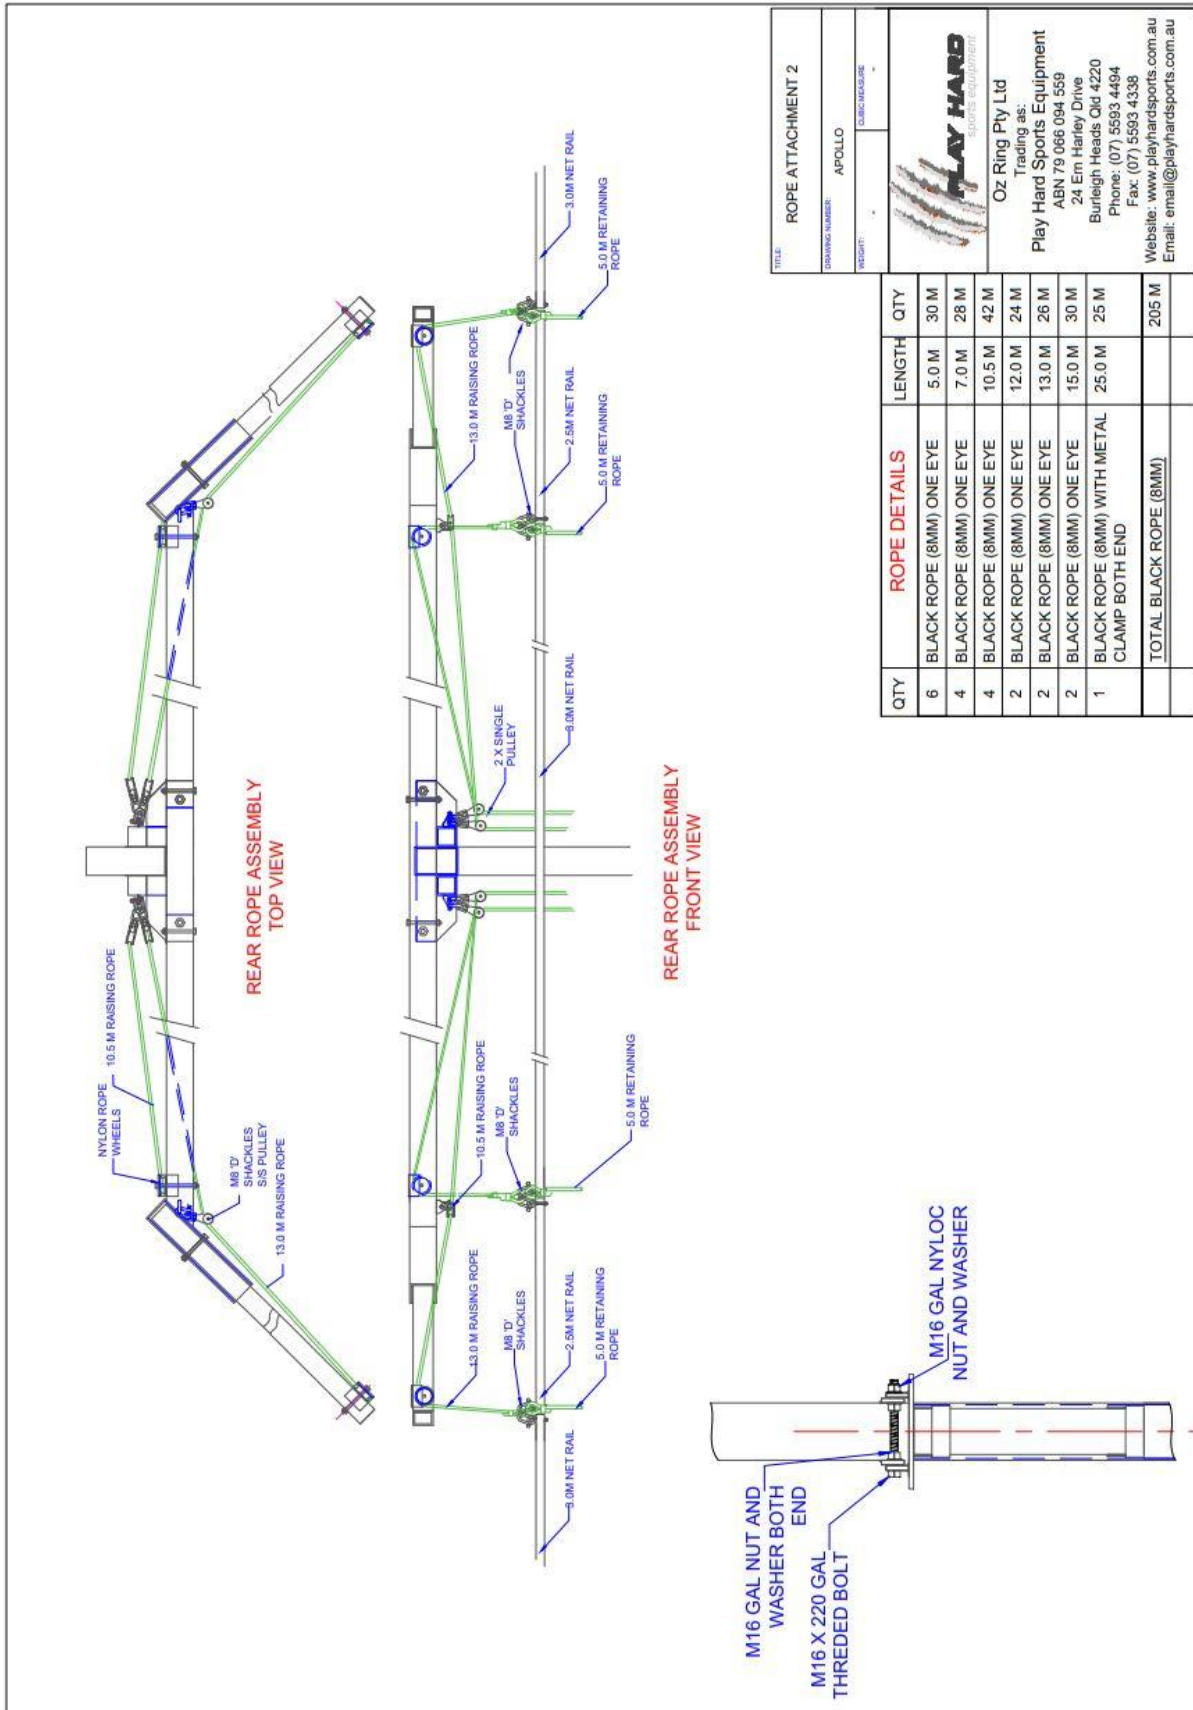 NYLON ROPE
WHEELS
10.5 M RAISING ROPE
M8 'D'
SHACKLES
S/S PULLEY
13.0 M RAISING ROPE
REAR ROPE ASSEMBLY
TOP VIEW
13.0 M RAISING ROPE
M8 'D'
SHACKLES
3.0M NET RAIL
2.5M NET RAIL
5.0 M RETAINING
ROPE
10.5 M RAISING ROPE
M8 'D'
SHACKLES
5.0 M RETAINING
ROPE
2 X SINGLE
PULLEY
6.0M NET RAIL
13.0 M RAISING ROPE
M8 'D'
SHACKLES
2.5M NET RAIL
5.0 M RETAINING
ROPE
3.0M NET RAIL
5.0 M RETAINING
ROPE
REAR ROPE ASSEMBLY
FRONT VIEW
M16 GAL NUT AND
WASHER BOTH
END
M16 X 220 GAL
THREDED BOLT
M16 GAL NYLOC
NUT AND WASHER
QTY ROPE DETAILS LENGTH QTY
6 BLACK ROPE (8MM) ONE EYE 5.0 M 30 M
4 BLACK ROPE (8MM) ONE EYE 7.0 M 28 M
4 BLACK ROPE (8MM) ONE EYE 10.5 M 42 M
2 BLACK ROPE (8MM) ONE EYE 12.0 M 24 M
2 BLACK ROPE (8MM) ONE EYE 13.0 M 26 M
2 BLACK ROPE (8MM) ONE EYE 15.0 M 30 M
1 BLACK ROPE (8MM) WITH METAL 25.0 M 25 M
CLAMP BOTH END
TOTAL BLACK ROPE (8MM) 205 M
TITLE:
ROPE ATTACHMENT 2
DRAWING NUMBER:
APOLLO
WEIGHT: - CUBIC MEASURE -
PLAY HARD
sports equipment
Oz Ring Pty Ltd
Trading as:
Play Hard Sports Equipment
ABN 79 066 094 559
24 Ern Harley Drive
Burleigh Heads Qld 4220
Phone: (07) 5593 4494
Fax: (07) 5593 4338
Website: www.playhardsports.com.au
Email: email@playhardsports.com.au